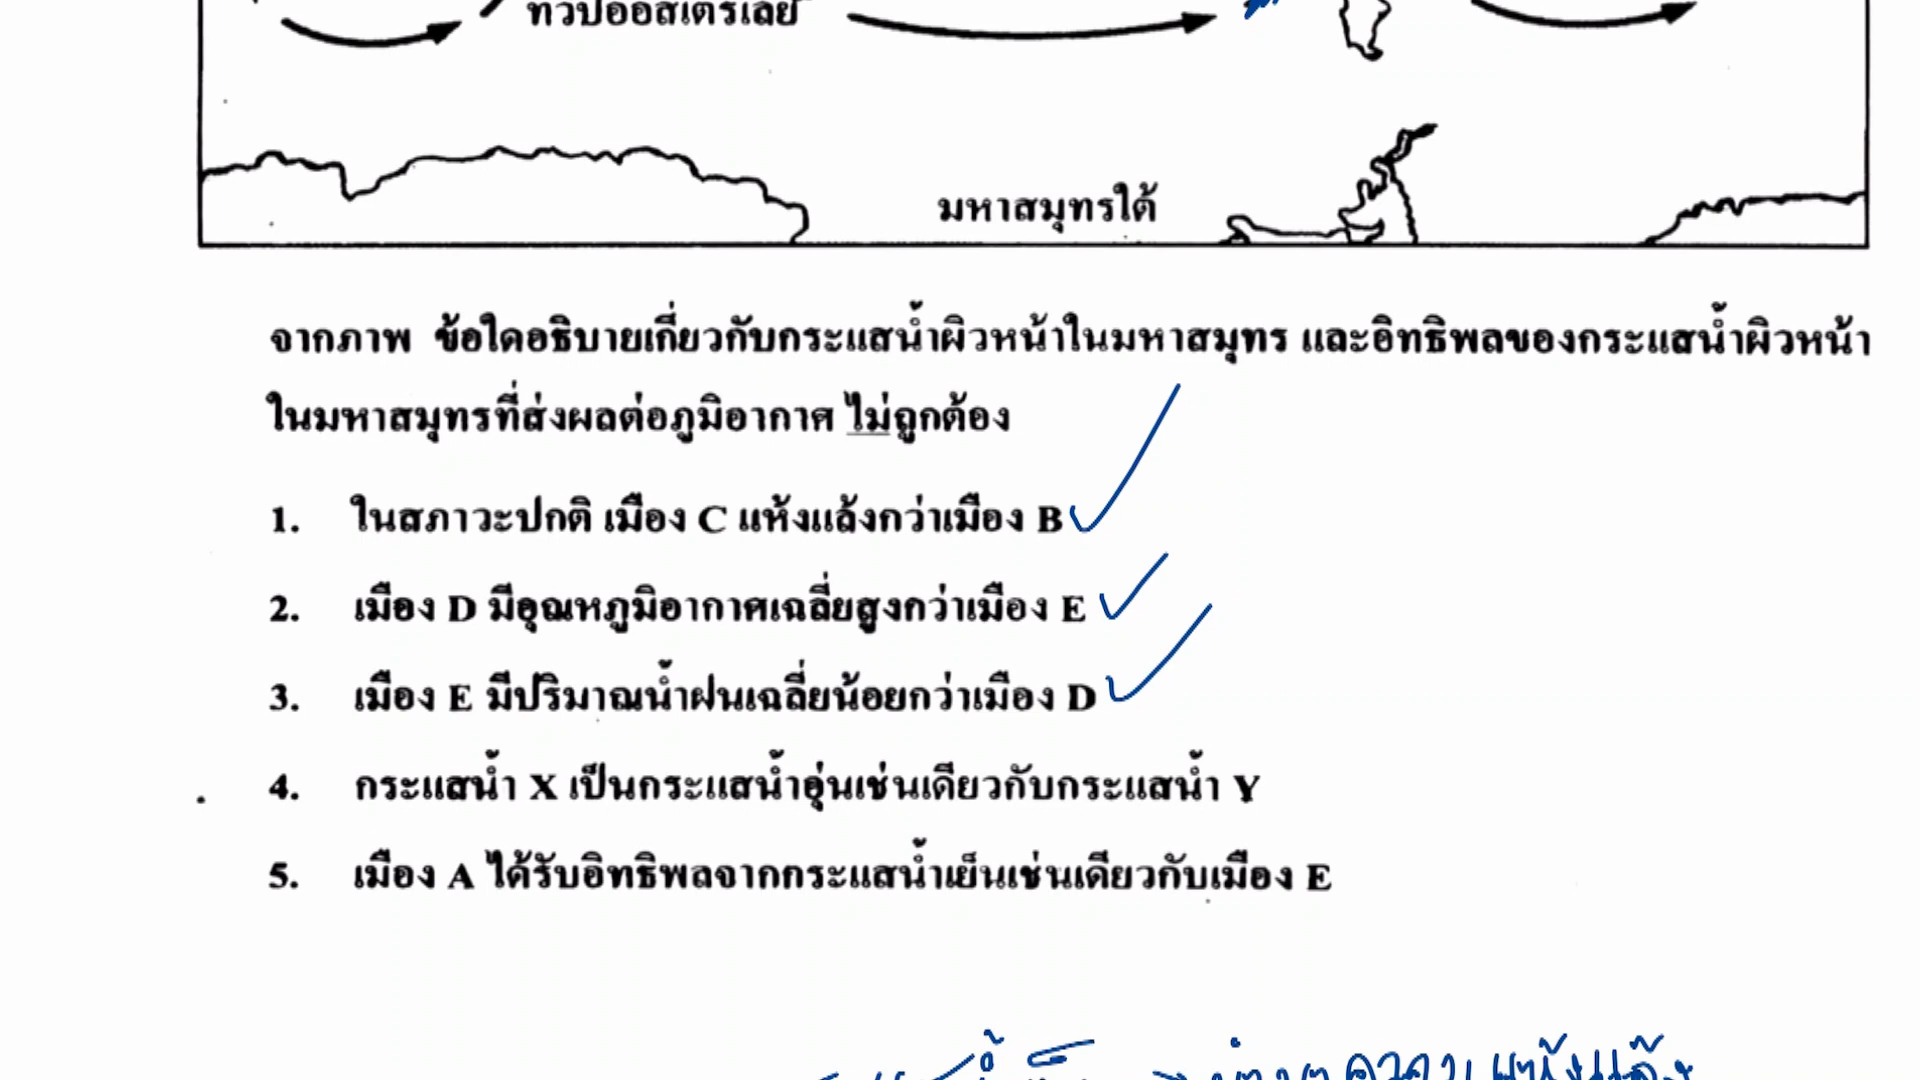 ทวีปออสเตรเลีย
มหาสมุทรใต้
จากภาพ ข้อใดอธิบายเกี่ยวกับกระแสน้ำผิวหน้าในมหาสมุทร และอิทธิพลของกระแสน้ำผิวหน้า
ในมหาสมุทรที่ส่งผลต่อภูมิอากาศ ไม่ถูกต้อง
1. ในสภาวะปกติ เมือง C แห้งแล้งกว่าเมือง B
2. เมือง D มีอุณหภูมิอากาศเฉลี่ยสูงกว่าเมือง E
3. เมือง E มีปริมาณน้ำฝนเฉลี่ยน้อยกว่าเมือง D
4. กระแสน้ำ X เป็นกระแสน้ำอุ่นเช่นเดียวกับกระแสน้ำ Y
5. เมือง A ได้รับอิทธิพลจากกระแสน้ำเย็นเช่นเดียวกับเมือง E